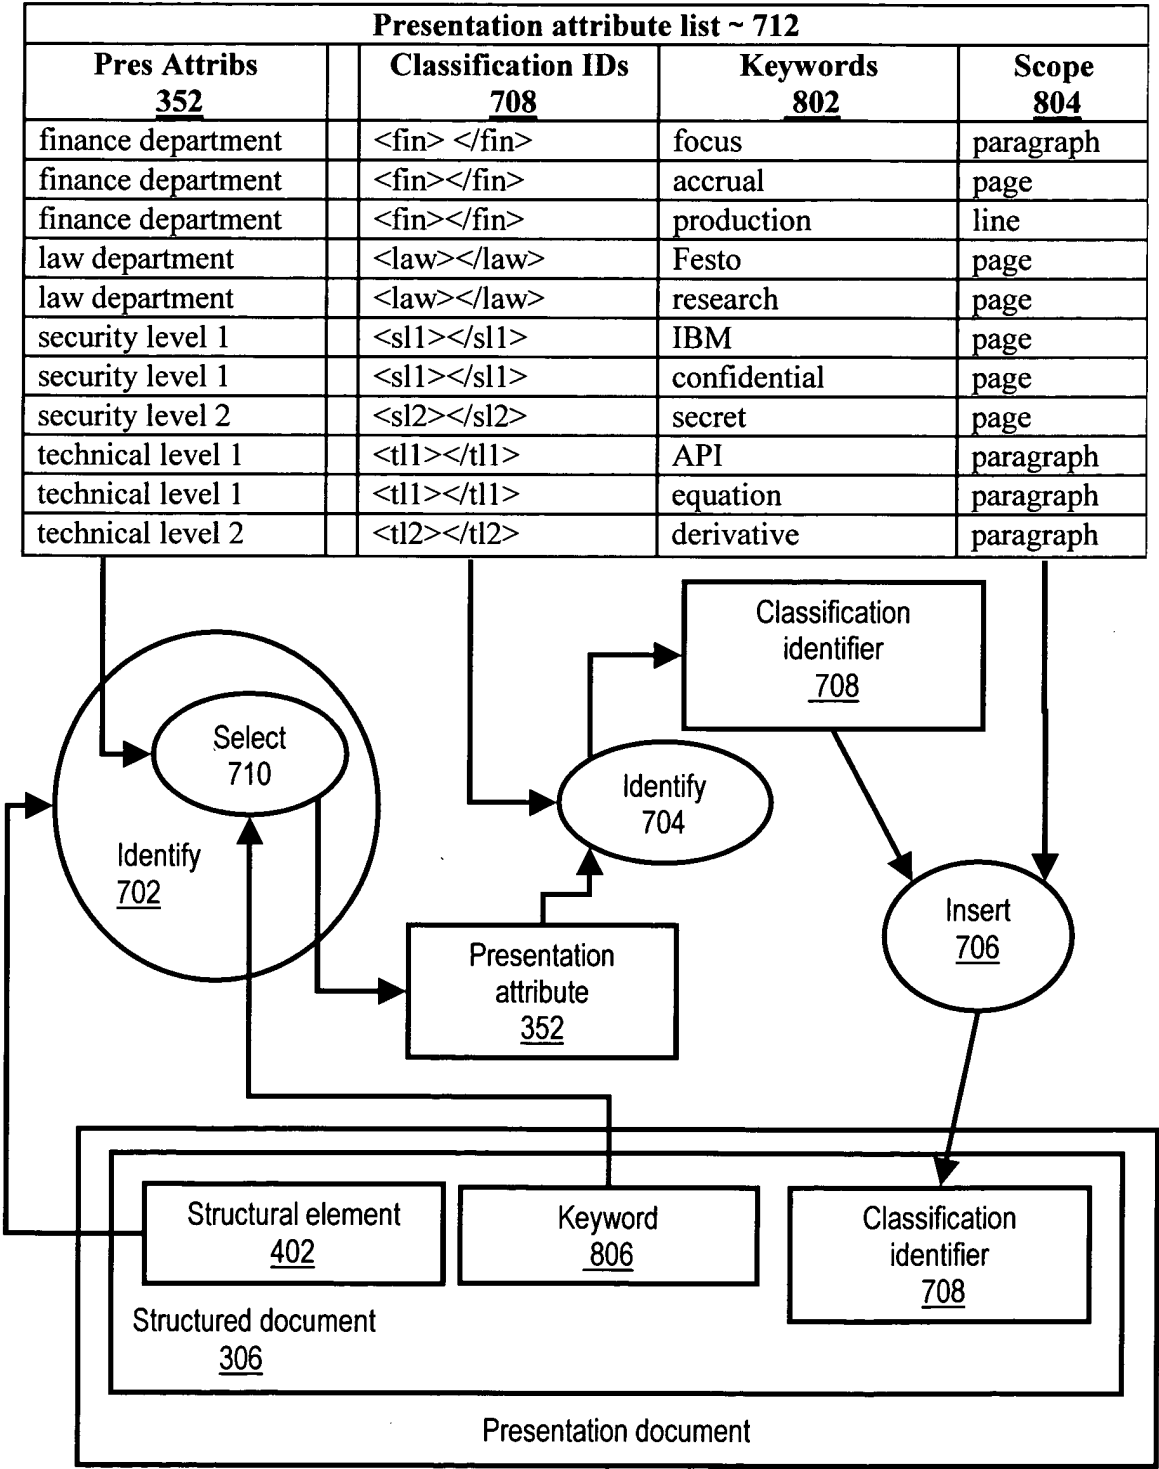 Presentation attribute list ~ 712
Pres Attribs Classification IDs Keywords Scope
352 708 802 804
finance department <fin> </fin> focus paragraph
finance department <fin></fin> accrual page
finance department <fin></fin> production line
law department <law></law> Festo page
law department <law></law> research page
security level 1 <sl1></sl1> IBM page
security level 1 <sl1></sl1> confidential page
security level 2 <sl2></sl2> secret page
technical level 1 <tl1></tl1> API paragraph
technical level 1 <tl1></tl1> equation paragraph
technical level 2 <tl2></tl2> derivative paragraph
Classification
identifier
708
Select
710
Identify
704
Identify
702
Insert
706
Presentation
attribute
352
Structural element
402
Keyword
806
Classification
identifier
708
Structured document
306
Presentation document